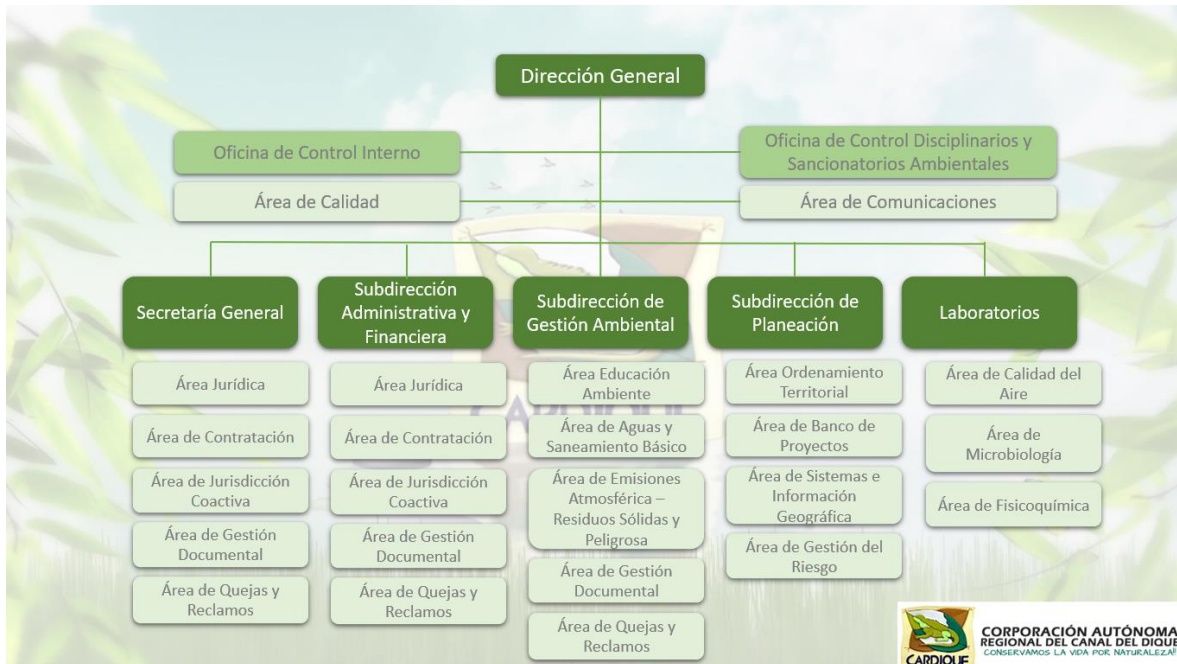 Dirección General
Oficina de Control Interno
Oficina de Control Disciplinarios y
Sancionatorios Ambientales
Área de Calidad
Área de Comunicaciones
Secretaría General
Subdirección
Administrativa y
Financiera
Subdirección de
Gestión Ambiental
Subdirección de
Planeación
Laboratorios
Área Jurídica
Área de Contratación
Área de Jurisdicción
Coactiva
Área de Gestión
Documental
Área de Quejas y
Reclamos
Área Jurídica
Área de Contratación
Área de Jurisdicción
Coactiva
Área de Gestión
Documental
Área de Quejas y
Reclamos
Área Educación
Ambiente
Área de Aguas y
Saneamiento Básico
Área de Emisiones
Atmosférica –
Residuos Sólidas y
Peligrosa
Área de Gestión
Documental
Área de Quejas y
Reclamos
Área Ordenamiento
Territorial
Área de Banco de
Proyectos
Área de Sistemas e
Información
Geográfica
Área de Gestión del
Riesgo
Área de Calidad del
Aire
Área de
Microbiología
Área de Fisicoquímica
CARDIQUE
CARDIQUE
CORPORACIÓN AUTÓNOMA
REGIONAL DEL CANAL DEL DIQUE
CONSERVAMOS LA VIDA POR NATURALEZA!!